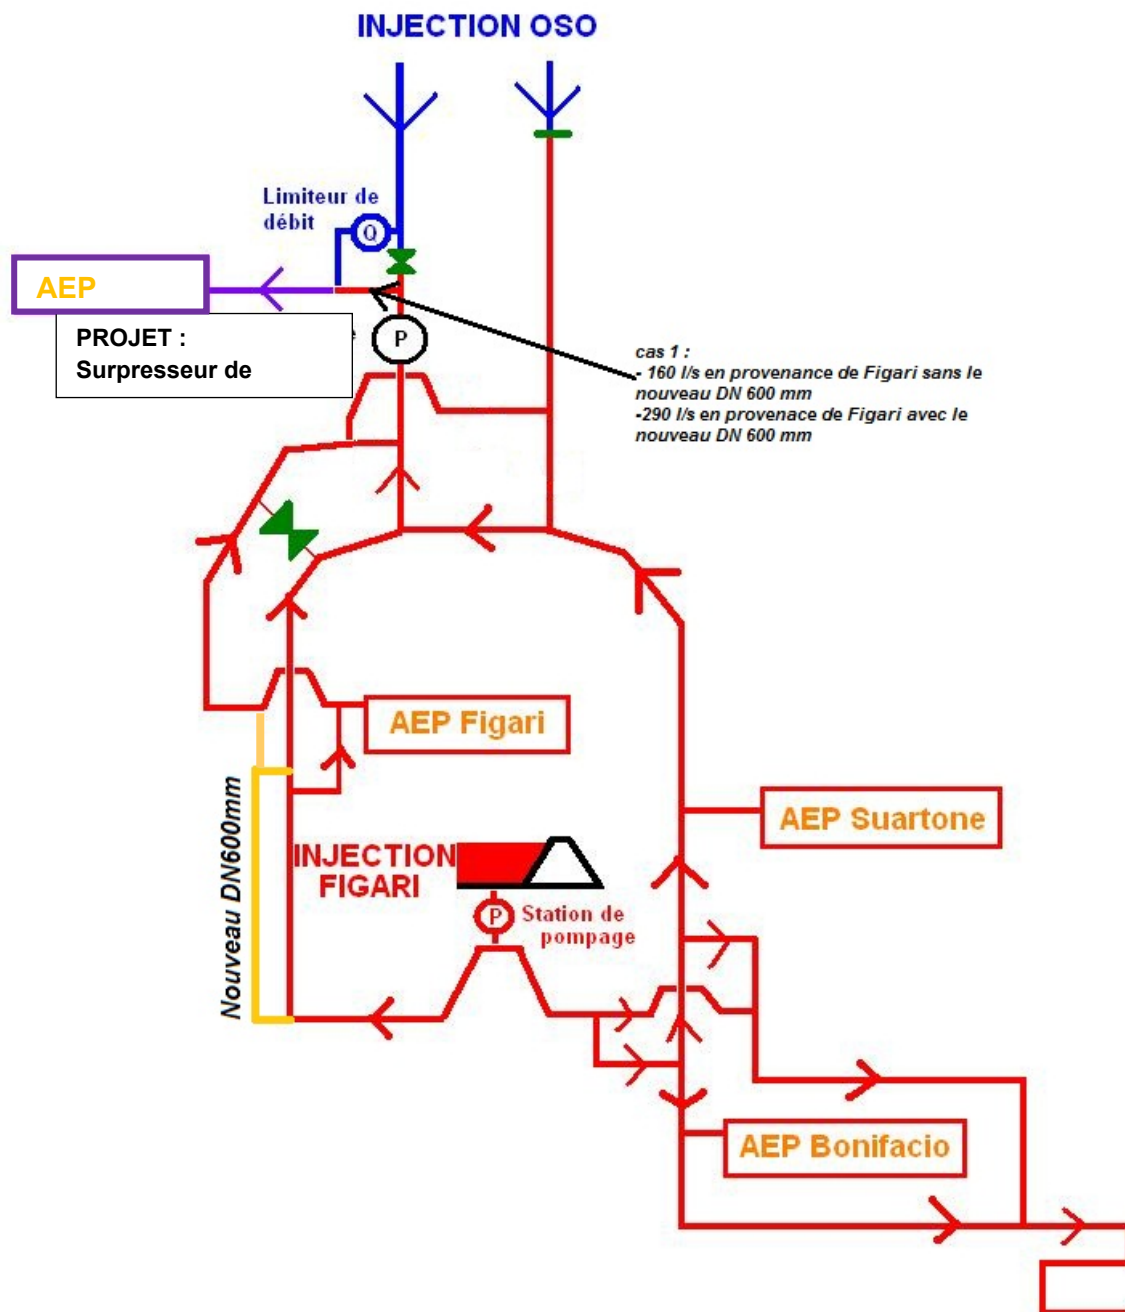 INJECTION OSO
Limiteur de
débit
Q
AEP
PROJET :
Surpresseur de
P
cas 1 :
- 160 l/s en provenance de Figari sans le
nouveau DN 600 mm
-290 l/s en provenace de Figari avec le
nouveau DN 600 mm
AEP Figari
Nouveau DN600mm
AEP Suartone
INJECTION
FIGARI
P
Station de
pompage
AEP Bonifacio